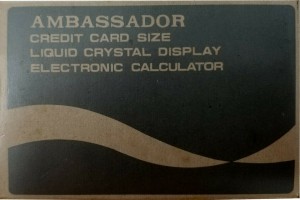 AMBASSADOR
CREDIT CARD SIZE
LIQUID CRYSTAL DISPLAY
ELECTRONIC CALCULATOR